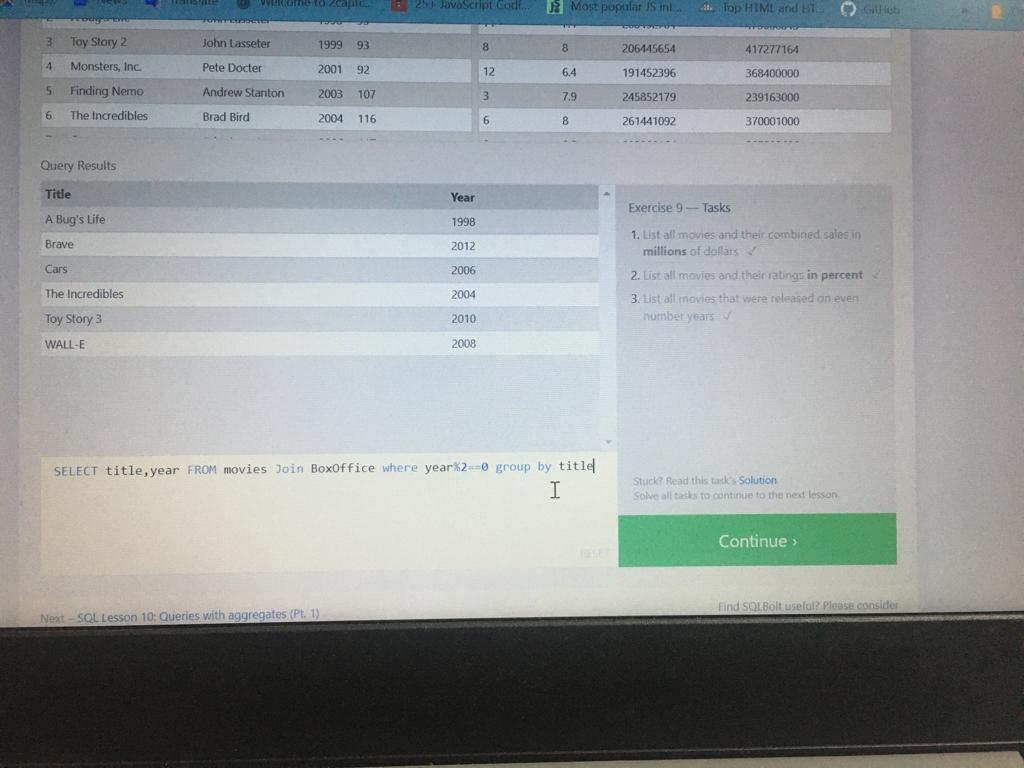 News
Translate
Welcome to 2captc...
25+ JavaScript Codi...
Most popular JS int...
Top HTML and HT...
GitHub
3 Toy Story 2 John Lasseter 1999 93 8 8 206445654 417277164
4 Monsters, Inc. Pete Docter 2001 92 12 6.4 191452396 368400000
5 Finding Nemo Andrew Stanton 2003 107 3 7.9 245852179 239163000
6 The Incredibles Brad Bird 2004 116 6 8 261441092 370001000
Query Results
Title Year
A Bug's Life 1998
Brave 2012
Cars 2006
The Incredibles 2004
Toy Story 3 2010
WALL-E 2008
Exercise 9 — Tasks
1. List all movies and their combined sales in
millions of dollars ✓
2. List all movies and their ratings in percent ✓
3. List all movies that were released on even
number years ✓
SELECT title,year FROM movies Join BoxOffice where year%2==0 group by title
RESET
Stuck? Read this task's Solution.
Solve all tasks to continue to the next lesson.
Continue ›
Next – SQL Lesson 10: Queries with aggregates (Pt. 1)
Find SQLBolt useful? Please consider